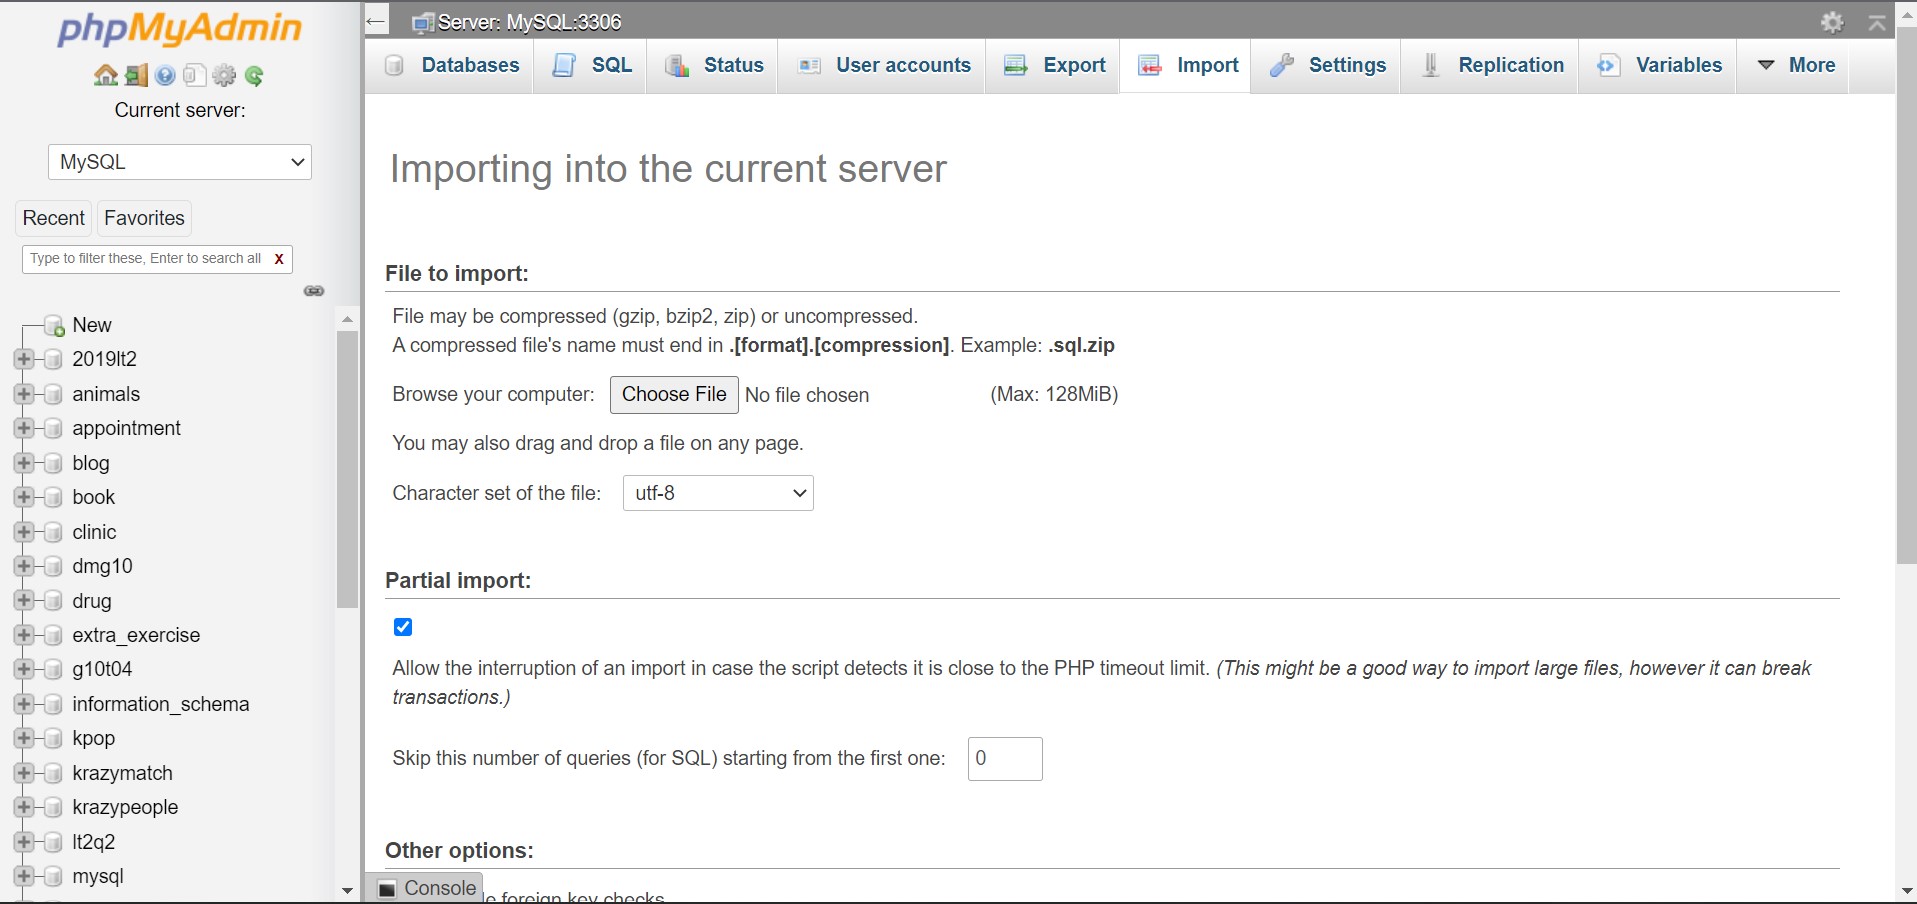 phpMyAdmin
Current server:
MySQL
Recent
Favorites
Type to filter these, Enter to search all X
New
2019lt2
animals
appointment
blog
book
clinic
dmg10
drug
extra_exercise
g10t04
information_schema
kpop
krazymatch
krazypeople
lt2q2
mysql
Server: MySQL:3306
Databases
SQL
Status
User accounts
Export
Import
Settings
Replication
Variables
More
Importing into the current server
File to import:
File may be compressed (gzip, bzip2, zip) or uncompressed.
A compressed file's name must end in .[format].[compression]. Example: .sql.zip
Browse your computer: Choose File No file chosen (Max: 128MiB)
You may also drag and drop a file on any page.
Character set of the file: utf-8
Partial import:
Allow the interruption of an import in case the script detects it is close to the PHP timeout limit. (This might be a good way to import large files, however it can break
transactions.)
Skip this number of queries (for SQL) starting from the first one: 0
Other options:
Console
foreign key checks